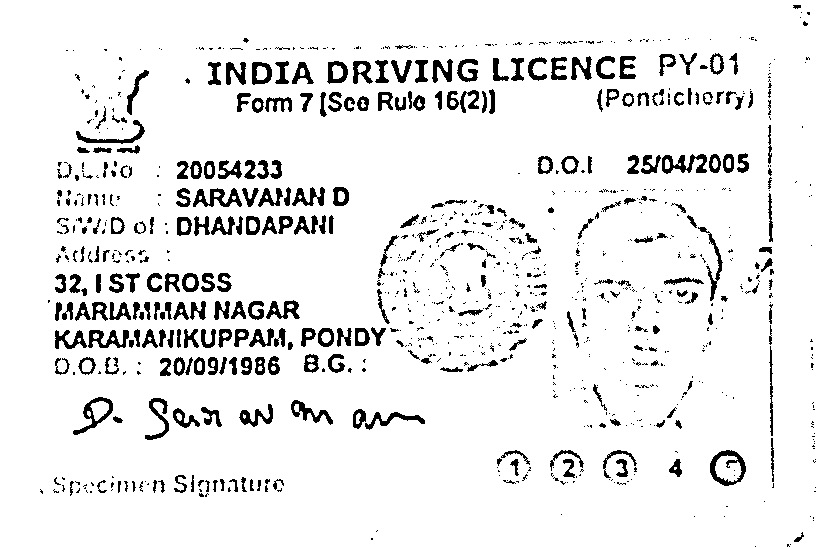 INDIA DRIVING LICENCE PY-01
Form 7 [See Rule 16(2)] (Pondicherry)
D.L.No : 20054233 D.O.I 25/04/2005
Name : SARAVANAN D
S/W/D of : DHANDAPANI
Address :
32, I ST CROSS
MARIAMMAN NAGAR
KARAMANIKUPPAM, PONDY
D.O.B. : 20/09/1986 B.G. :
D. Saravanan
1 2 3 4 5
Specimen Signature